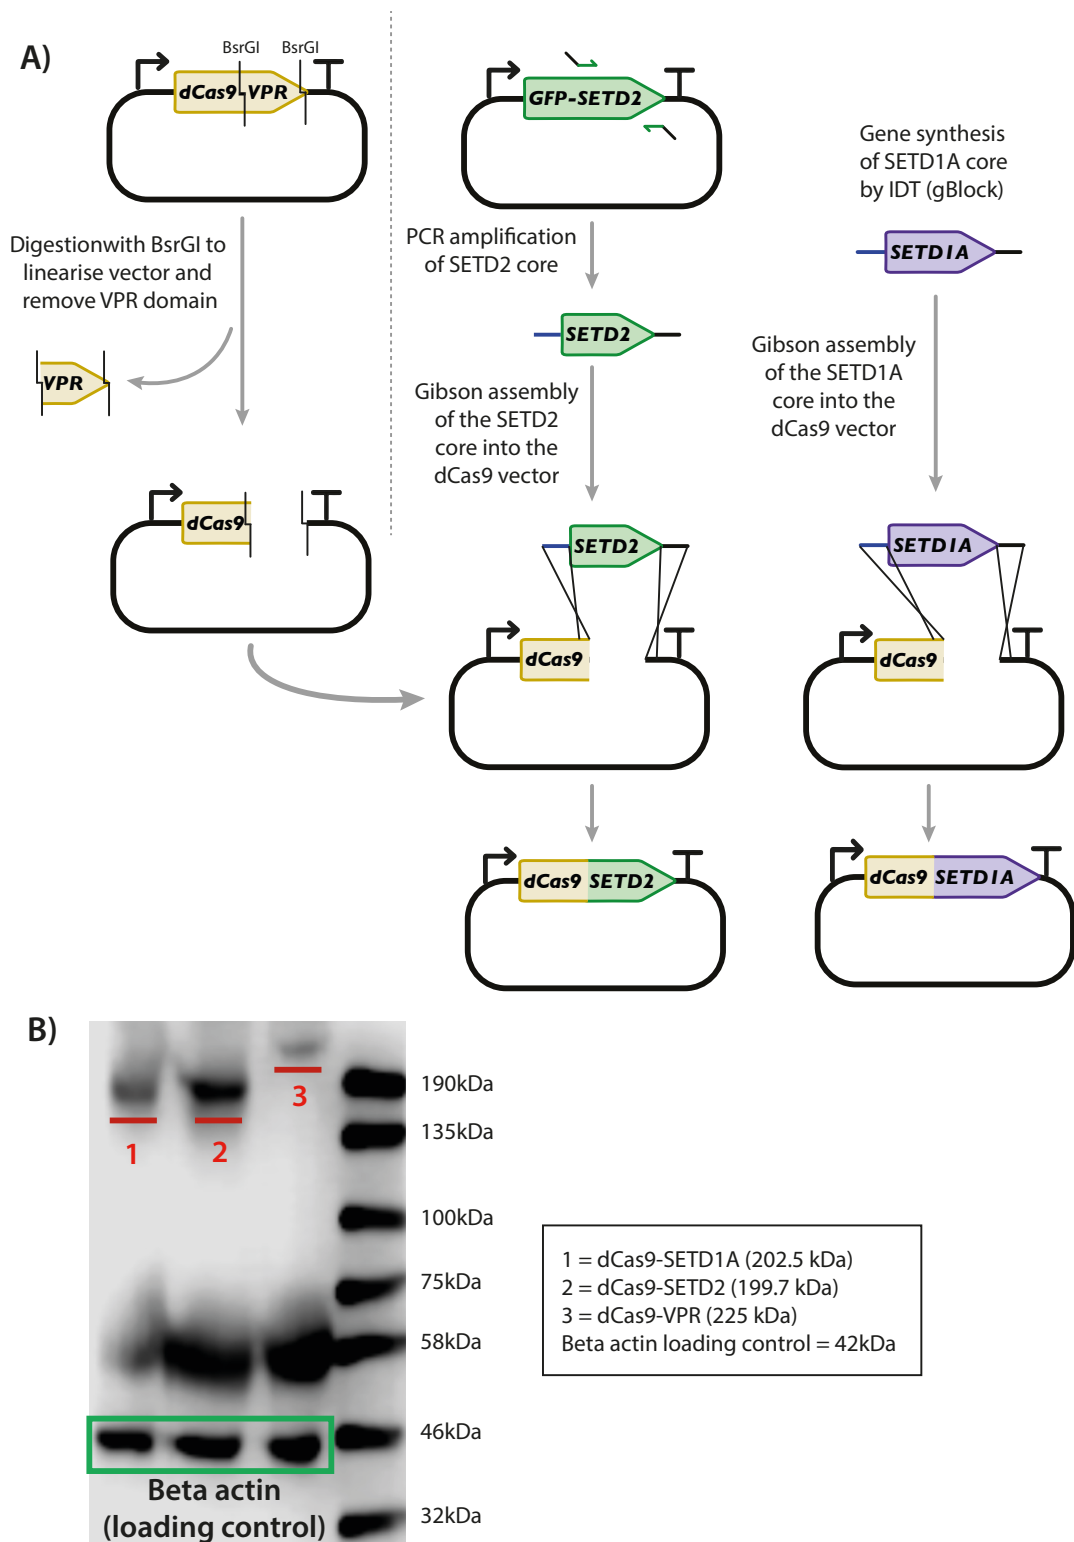 A)
BsrGI
BsrGI
dCas9 VPR
Digestionwith BsrGI to
linearise vector and
remove VPR domain
VPR
dCas9
GFP-SETD2
PCR amplification
of SETD2 core
SETD2
Gibson assembly
of the SETD2
core into the
dCas9 vector
SETD2
dCas9
dCas9 SETD2
Gene synthesis
of SETD1A core
by IDT (gBlock)
SETD1A
Gibson assembly
of the SETD1A
core into the
dCas9 vector
SETD1A
dCas9
dCas9 SETD1A
B)
1
2
3
190kDa
135kDa
100kDa
75kDa
58kDa
46kDa
32kDa
Beta actin
(loading control)
1 = dCas9-SETD1A (202.5 kDa)
2 = dCas9-SETD2 (199.7 kDa)
3 = dCas9-VPR (225 kDa)
Beta actin loading control = 42kDa